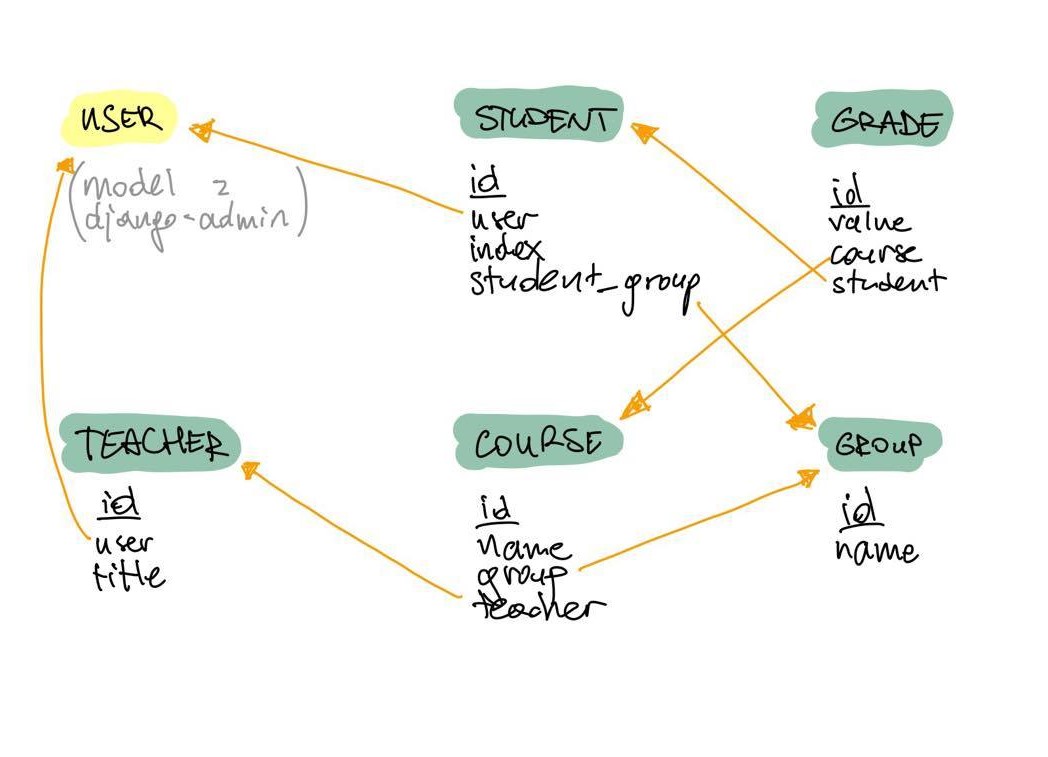 USER
(model z
django-admin)
STUDENT
id
user
index
student_group
GRADE
id
value
course
student
TEACHER
id
user
title
COURSE
id
name
group
teacher
GROUP
id
name